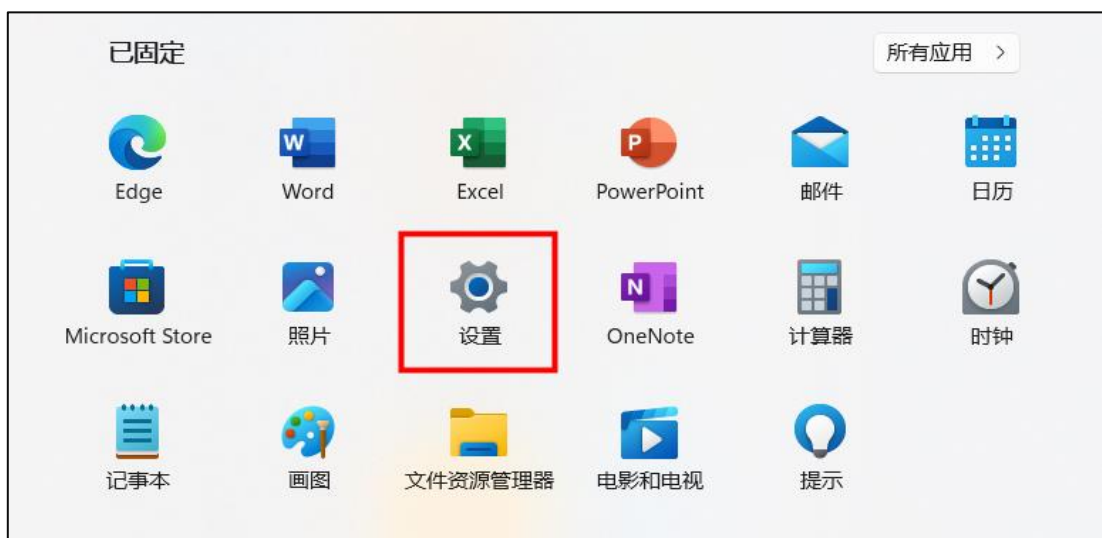 已固定
所有应用 >
Edge Word Excel PowerPoint 邮件 日历
Microsoft Store 照片 设置 OneNote 计算器 时钟
记事本 画图 文件资源管理器 电影和电视 提示